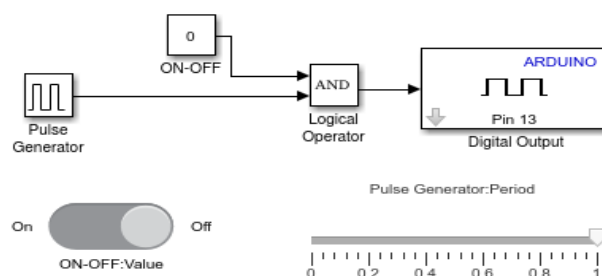 0
ON-OFF
AND
Logical
Operator
ARDUINO
Pin 13
Digital Output
Pulse
Generator
On
Off
ON-OFF:Value
Pulse Generator:Period
0 0.2 0.4 0.6 0.8 1